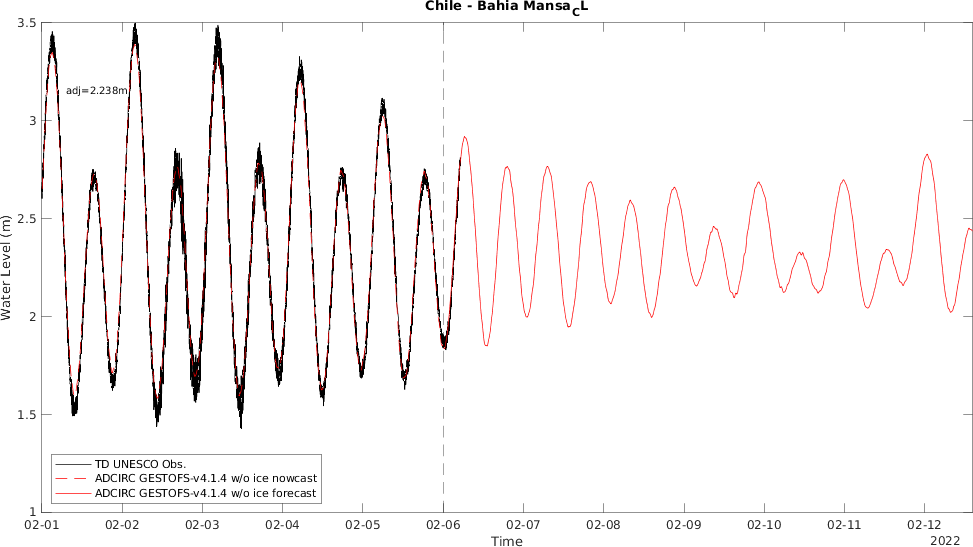 Chile - Bahia Mansa_CL
3.5
adj=2.238m
3
2.5
Water Level (m)
2
1.5
TD UNESCO Obs.
ADCIRC GESTOFS-v4.1.4 w/o ice nowcast
ADCIRC GESTOFS-v4.1.4 w/o ice forecast
1
02-01 02-02 02-03 02-04 02-05 02-06 02-07 02-08 02-09 02-10 02-11 02-12
Time
2022